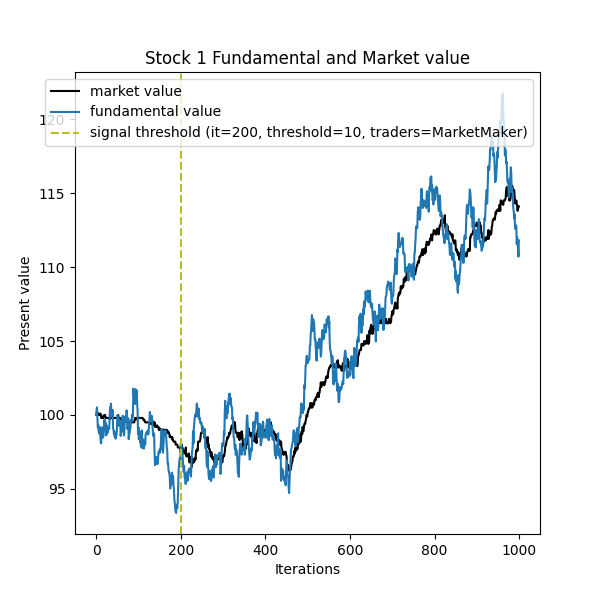 Stock 1 Fundamental and Market value
market value
fundamental value
signal threshold (it=200, threshold=10, traders=MarketMaker)
120
115
110
105
100
95
Present value
0 200 400 600 800 1000
Iterations